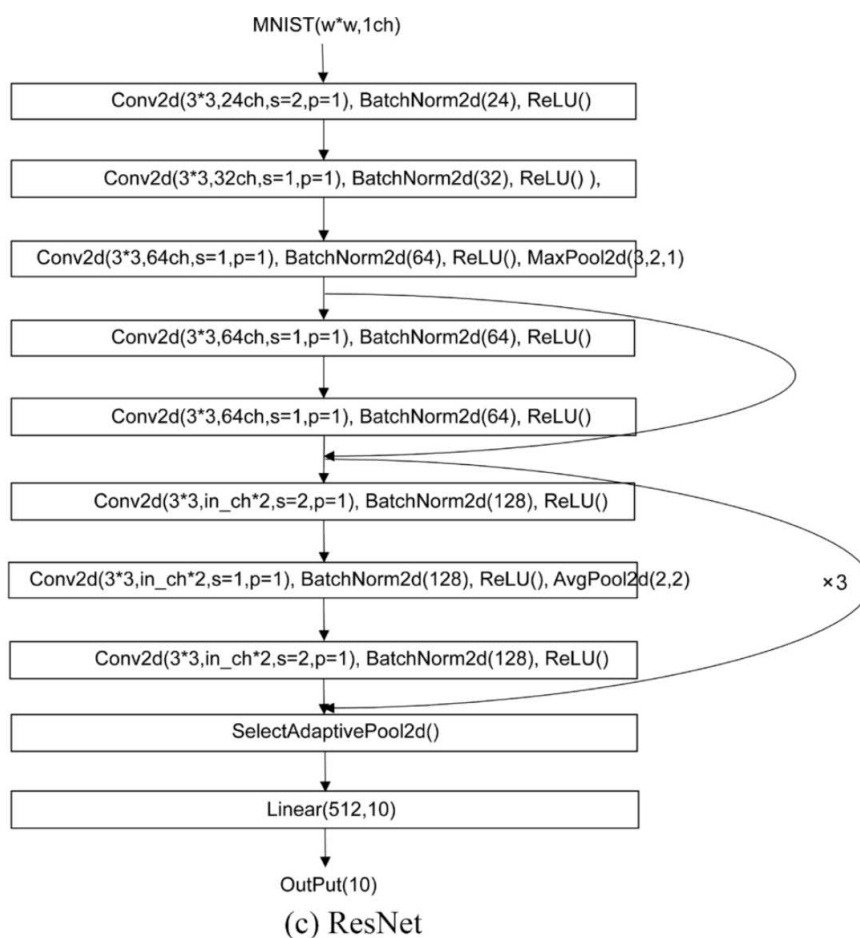 MNIST(w*w,1ch)
Conv2d(3*3,24ch,s=2,p=1), BatchNorm2d(24), ReLU()
Conv2d(3*3,32ch,s=1,p=1), BatchNorm2d(32), ReLU() ),
Conv2d(3*3,64ch,s=1,p=1), BatchNorm2d(64), ReLU(), MaxPool2d(3,2,1)
Conv2d(3*3,64ch,s=1,p=1), BatchNorm2d(64), ReLU()
Conv2d(3*3,64ch,s=1,p=1), BatchNorm2d(64), ReLU()
Conv2d(3*3,in_ch*2,s=2,p=1), BatchNorm2d(128), ReLU()
Conv2d(3*3,in_ch*2,s=1,p=1), BatchNorm2d(128), ReLU(), AvgPool2d(2,2)
×3
Conv2d(3*3,in_ch*2,s=2,p=1), BatchNorm2d(128), ReLU()
SelectAdaptivePool2d()
Linear(512,10)
OutPut(10)
(c) ResNet